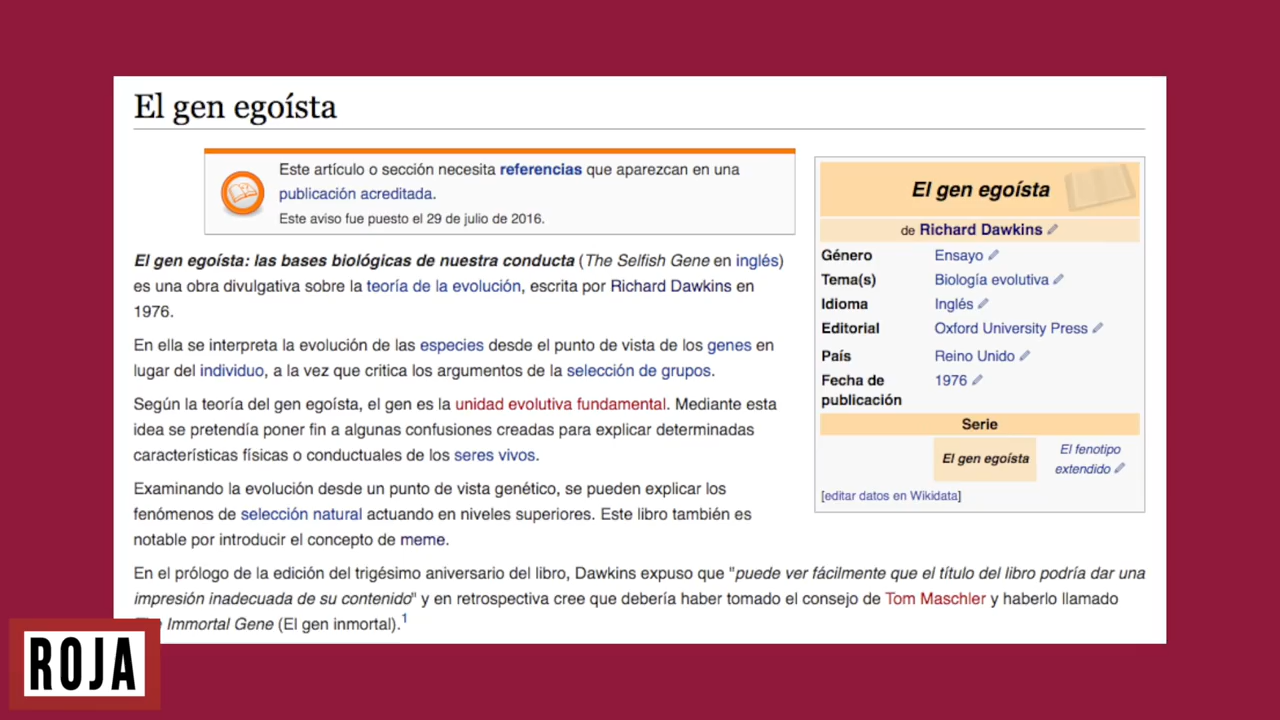 El gen egoísta
Este artículo o sección necesita referencias que aparezcan en una
publicación acreditada.
Este aviso fue puesto el 29 de julio de 2016.
El gen egoísta: las bases biológicas de nuestra conducta (The Selfish Gene en inglés)
es una obra divulgativa sobre la teoría de la evolución, escrita por Richard Dawkins en
1976.
En ella se interpreta la evolución de las especies desde el punto de vista de los genes en
lugar del individuo, a la vez que critica los argumentos de la selección de grupos.
Según la teoría del gen egoísta, el gen es la unidad evolutiva fundamental. Mediante esta
idea se pretendía poner fin a algunas confusiones creadas para explicar determinadas
características físicas o conductuales de los seres vivos.
Examinando la evolución desde un punto de vista genético, se pueden explicar los
fenómenos de selección natural actuando en niveles superiores. Este libro también es
notable por introducir el concepto de meme.
En el prólogo de la edición del trigésimo aniversario del libro, Dawkins expuso que "puede ver fácilmente que el título del libro podría dar una
impresión inadecuada de su contenido" y en retrospectiva cree que debería haber tomado el consejo de Tom Maschler y haberlo llamado
Immortal Gene (El gen inmortal).1
El gen egoísta
de Richard Dawkins
Género Ensayo
Tema(s) Biología evolutiva
Idioma Inglés
Editorial Oxford University Press
País Reino Unido
Fecha de 1976
publicación
Serie
El gen egoísta
El fenotipo
extendido
[editar datos en Wikidata]
ROJA